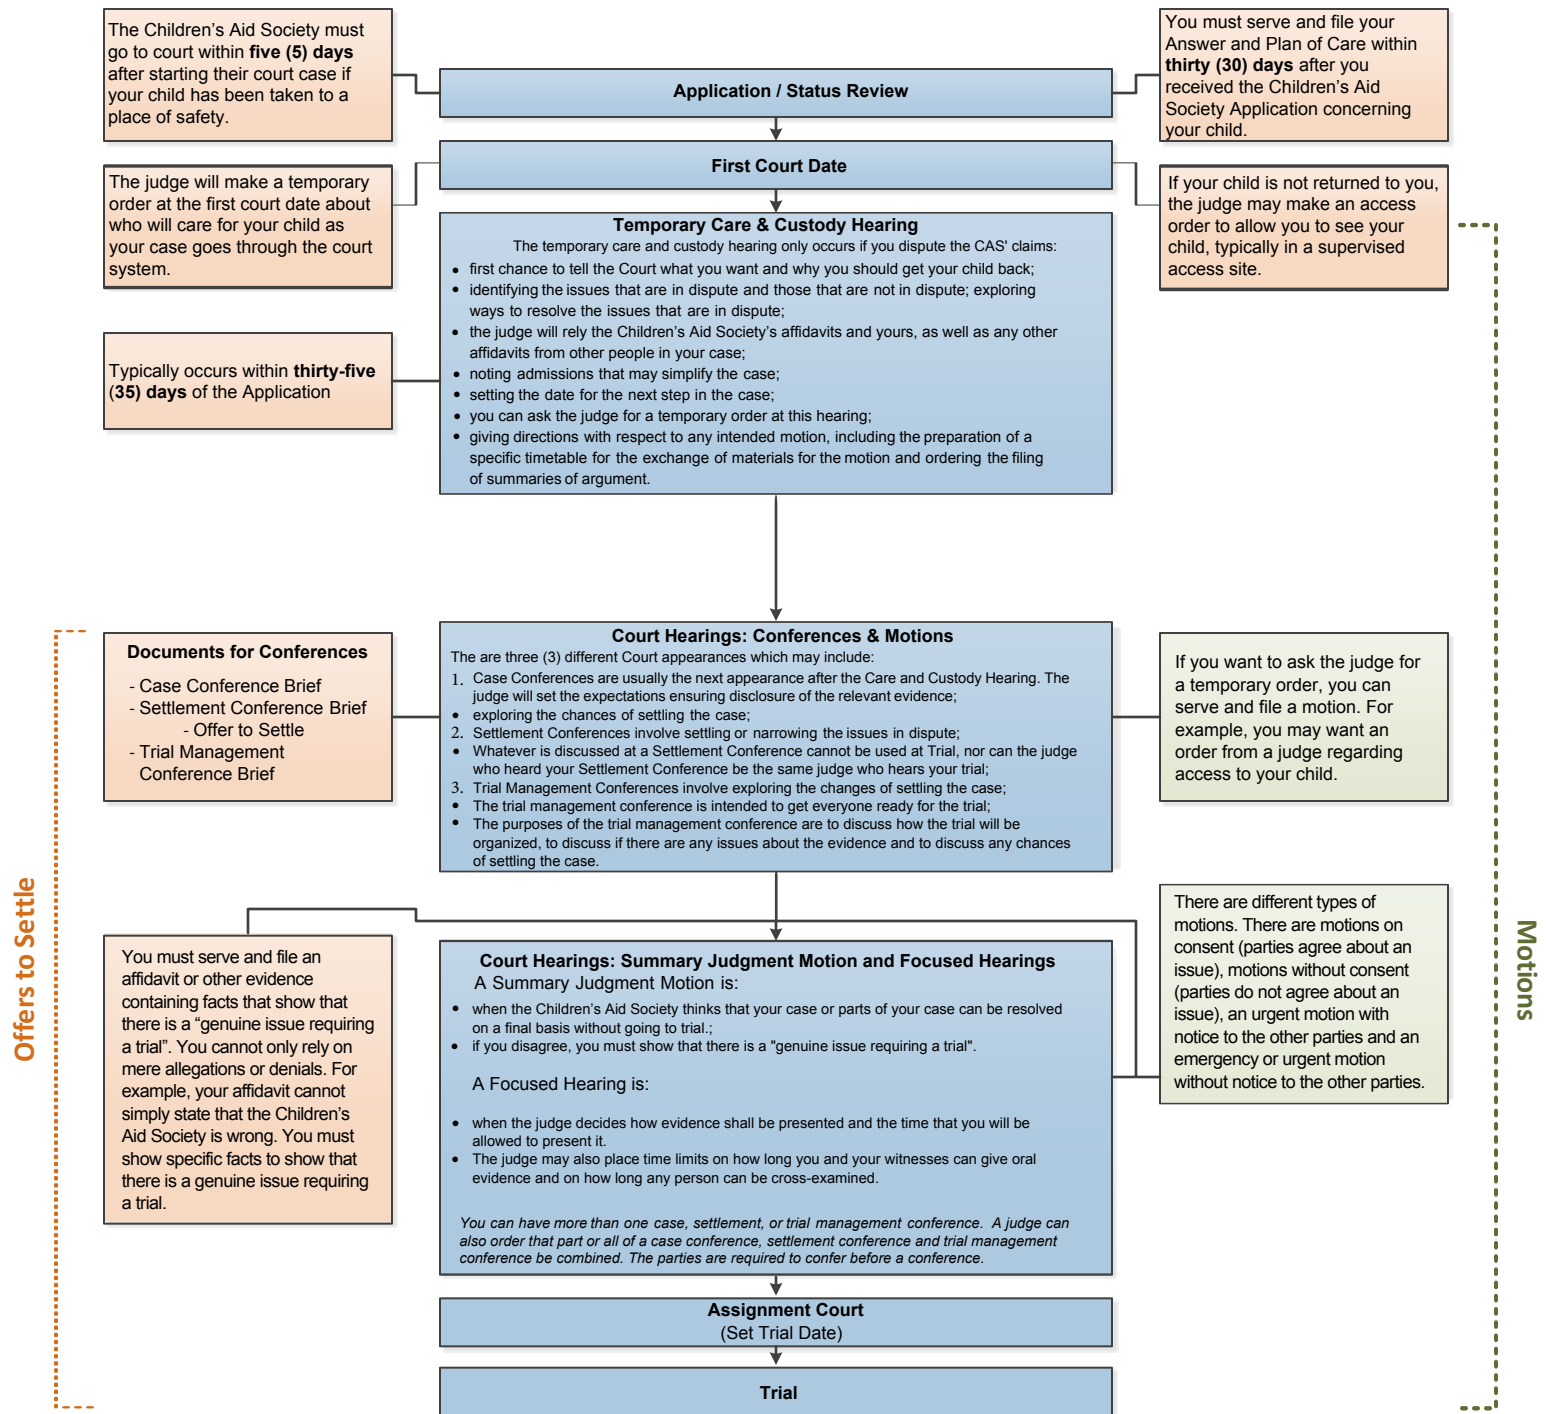 The Children’s Aid Society must
go to court within five (5) days
after starting their court case if
your child has been taken to a
place of safety.
Application / Status Review
You must serve and file your
Answer and Plan of Care within
thirty (30) days after you
received the Children’s Aid
Society Application concerning
your child.
First Court Date
The judge will make a temporary
order at the first court date about
who will care for your child as
your case goes through the court
system.
If your child is not returned to you,
the judge may make an access
order to allow you to see your
child, typically in a supervised
access site.
Temporary Care & Custody Hearing
The temporary care and custody hearing only occurs if you dispute the CAS' claims:
• first chance to tell the Court what you want and why you should get your child back;
• identifying the issues that are in dispute and those that are not in dispute; exploring
ways to resolve the issues that are in dispute;
• the judge will rely the Children’s Aid Society’s affidavits and yours, as well as any other
affidavits from other people in your case;
• noting admissions that may simplify the case;
• setting the date for the next step in the case;
• you can ask the judge for a temporary order at this hearing;
• giving directions with respect to any intended motion, including the preparation of a
specific timetable for the exchange of materials for the motion and ordering the filing
of summaries of argument.
Typically occurs within thirty-five
(35) days of the Application
Documents for Conferences
- Case Conference Brief
- Settlement Conference Brief
- Offer to Settle
- Trial Management
Conference Brief
Court Hearings: Conferences & Motions
The are three (3) different Court appearances which may include:
1. Case Conferences are usually the next appearance after the Care and Custody Hearing. The
judge will set the expectations ensuring disclosure of the relevant evidence;
• exploring the chances of settling the case;
2. Settlement Conferences involve settling or narrowing the issues in dispute;
• Whatever is discussed at a Settlement Conference cannot be used at Trial, nor can the judge
who heard your Settlement Conference be the same judge who hears your trial;
3. Trial Management Conferences involve exploring the changes of settling the case;
• The trial management conference is intended to get everyone ready for the trial;
• The purposes of the trial management conference are to discuss how the trial will be
organized, to discuss if there are any issues about the evidence and to discuss any chances
of settling the case.
If you want to ask the judge for
a temporary order, you can
serve and file a motion. For
example, you may want an
order from a judge regarding
access to your child.
Offers to Settle
Motions
You must serve and file an
affidavit or other evidence
containing facts that show that
there is a “genuine issue requiring
a trial”. You cannot only rely on
mere allegations or denials. For
example, your affidavit cannot
simply state that the Children’s
Aid Society is wrong. You must
show specific facts to show that
there is a genuine issue requiring
a trial.
Court Hearings: Summary Judgment Motion and Focused Hearings
A Summary Judgment Motion is:
• when the Children’s Aid Society thinks that your case or parts of your case can be resolved
on a final basis without going to trial.;
• if you disagree, you must show that there is a "genuine issue requiring a trial".
A Focused Hearing is:
• when the judge decides how evidence shall be presented and the time that you will be
allowed to present it.
• The judge may also place time limits on how long you and your witnesses can give oral
evidence and on how long any person can be cross-examined.
You can have more than one case, settlement, or trial management conference. A judge can
also order that part or all of a case conference, settlement conference and trial management
conference be combined. The parties are required to confer before a conference.
There are different types of
motions. There are motions on
consent (parties agree about an
issue), motions without consent
(parties do not agree about an
issue), an urgent motion with
notice to the other parties and an
emergency or urgent motion
without notice to the other parties.
Assignment Court
(Set Trial Date)
Trial